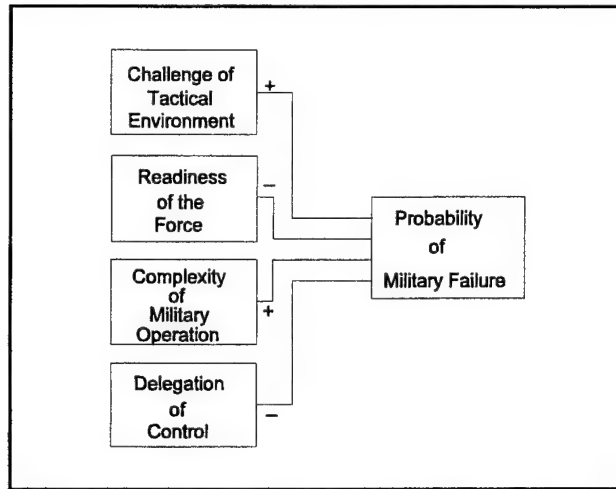 Challenge of
Tactical
Environment
+
Readiness
of the
Force
–
Complexity
of
Military
Operation
+
Delegation
of
Control
–
Probability
of
Military Failure